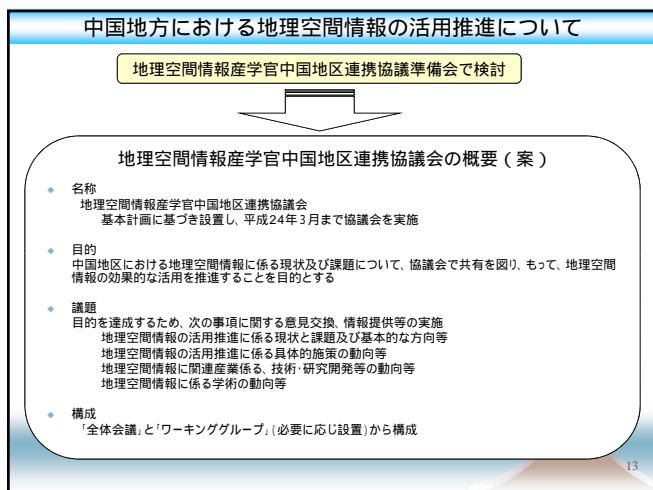 中国地方における地理空間情報の活用推進について
地理空間情報産学官中国地区連携協議準備会で検討
地理空間情報産学官中国地区連携協議会の概要(案)
名称
地理空間情報産学官中国地区連携協議会
基本計画に基づき設置し、平成24年3月まで協議会を実施
目的
中国地区における地理空間情報に係る現状及び課題について、協議会で共有を図り、もって、地理空間
情報の効果的な活用を推進することを目的とする
議題
目的を達成するため、次の事項に関する意見交換、情報提供等の実施
地理空間情報の活用推進に係る現状と課題及び基本的な方向等
地理空間情報の活用推進に係る具体的施策の動向等
地理空間情報に関連産業係る、技術・研究開発等の動向等
地理空間情報に係る学術の動向等
構成
「全体会議」と「ワーキンググループ」(必要に応じ設置)から構成
13